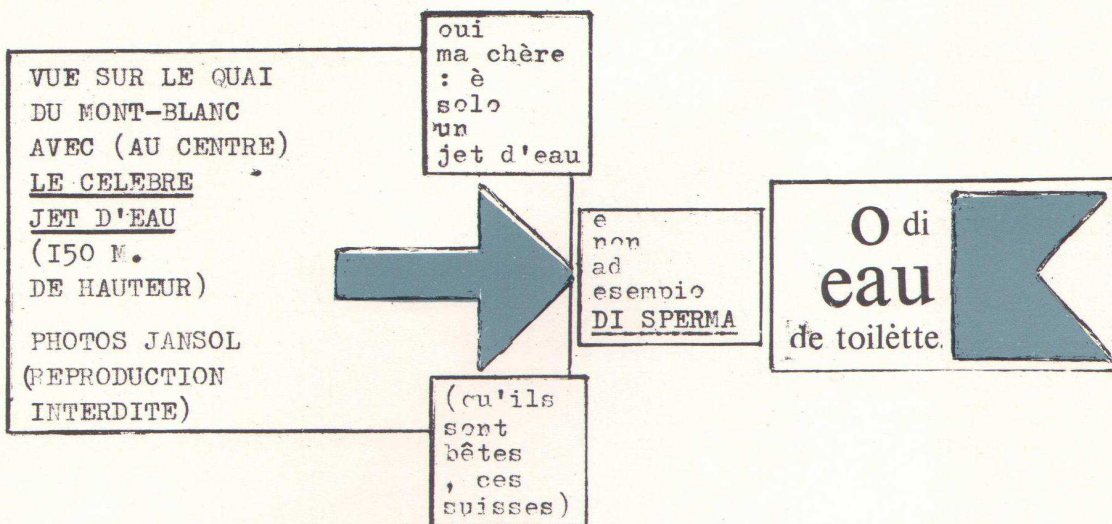 VUE SUR LE QUAI
DU MONT-BLANC
AVEC (AU CENTRE)
LE CELEBRE
JET D'EAU
(I50 M.
DE HAUTEUR)
PHOTOS JANSOL
(REPRODUCTION
INTERDITE)
oui
ma chère
: è
solo
un
jet d'eau
(cu'ils
sont
bêtes
, ces
suisses)
e
non
ad
esempio
DI SPERMA
O di
eau
de toilètte.